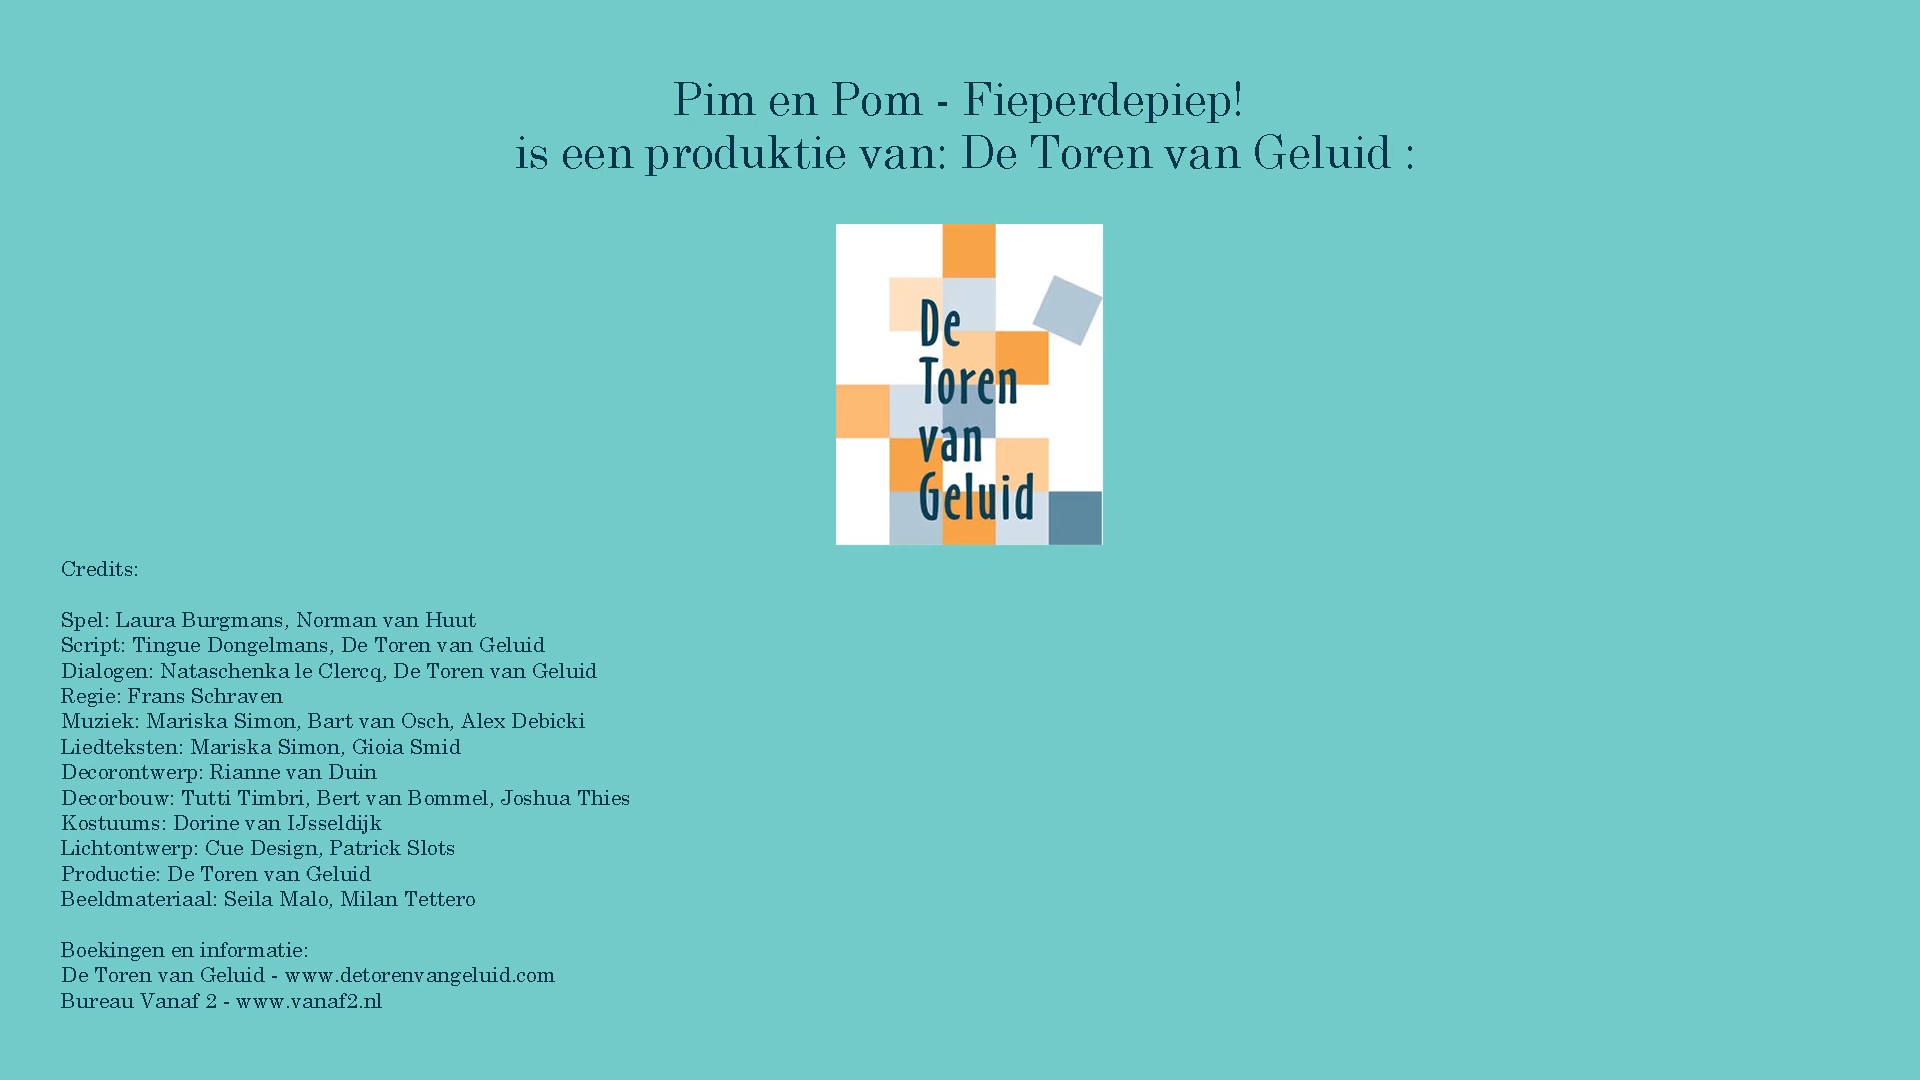 Pim en Pom - Fieperdepiep!
is een produktie van: De Toren van Geluid :
De
Toren
van
Geluid
Credits:
Spel: Laura Burgmans, Norman van Huut
Script: Tingue Dongelmans, De Toren van Geluid
Dialogen: Nataschenka le Clercq, De Toren van Geluid
Regie: Frans Schraven
Muziek: Mariska Simon, Bart van Osch, Alex Debicki
Liedteksten: Mariska Simon, Gioia Smid
Decorontwerp: Rianne van Duin
Decorbouw: Tutti Timbri, Bert van Bommel, Joshua Thies
Kostuums: Dorine van IJsseldijk
Lichtontwerp: Cue Design, Patrick Slots
Productie: De Toren van Geluid
Beeldmateriaal: Seila Malo, Milan Tettero
Boekingen en informatie:
De Toren van Geluid - www.detorenvangeluid.com
Bureau Vanaf 2 - www.vanaf2.nl